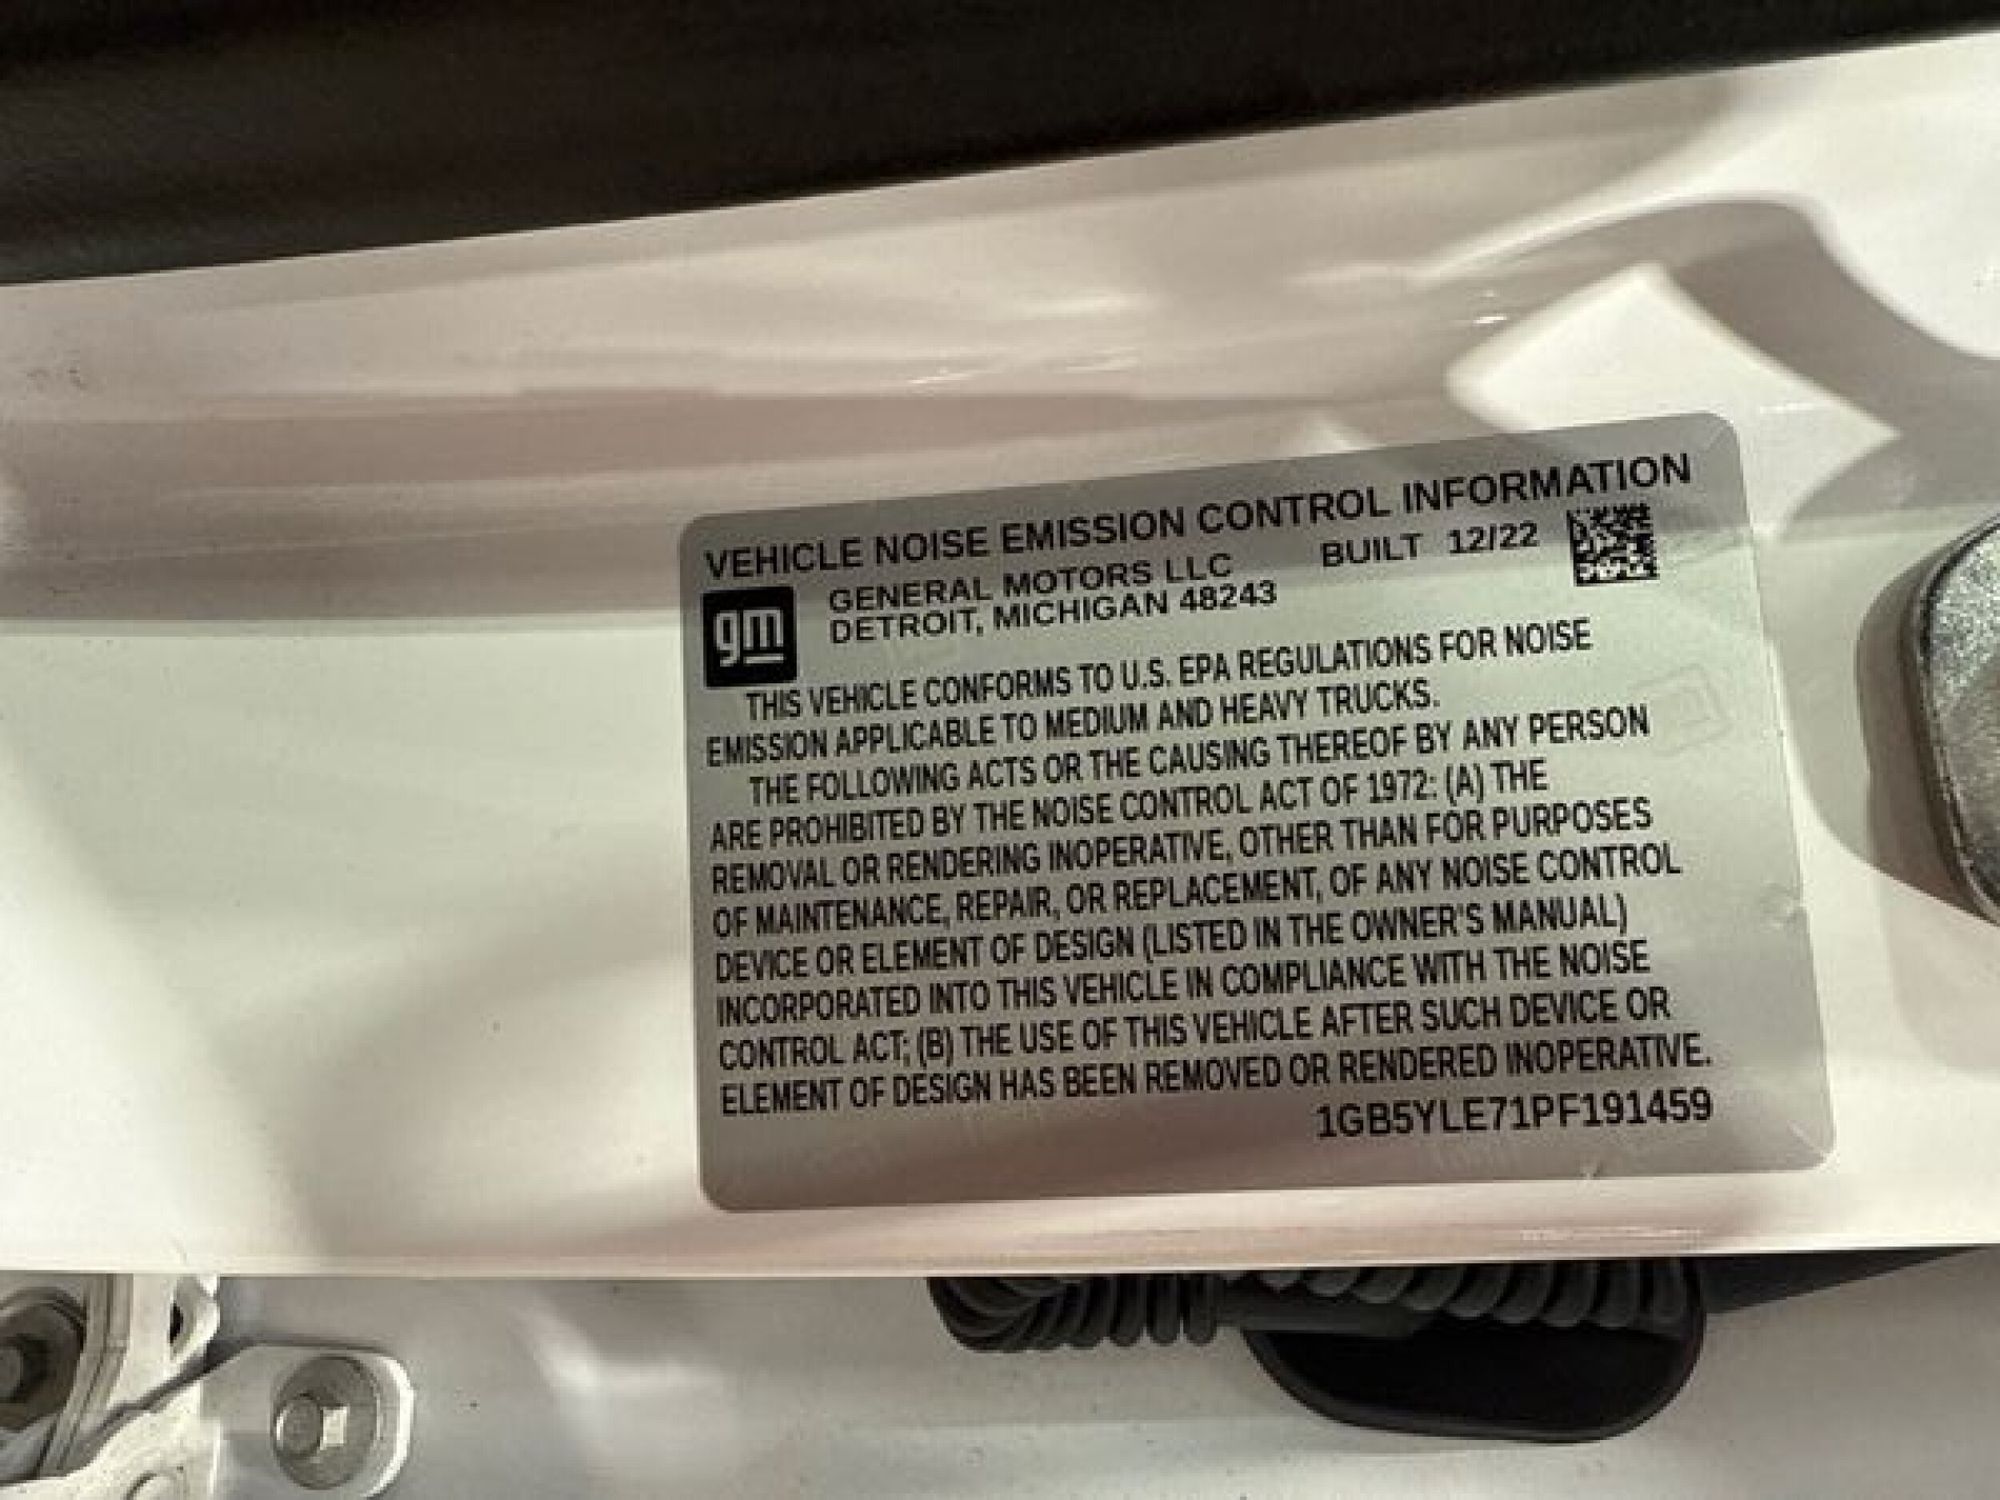 VEHICLE NOISE EMISSION CONTROL INFORMATION
gm
GENERAL MOTORS LLC BUILT 12/22
DETROIT, MICHIGAN 48243
THIS VEHICLE CONFORMS TO U.S. EPA REGULATIONS FOR NOISE
EMISSION APPLICABLE TO MEDIUM AND HEAVY TRUCKS.
THE FOLLOWING ACTS OR THE CAUSING THEREOF BY ANY PERSON
ARE PROHIBITED BY THE NOISE CONTROL ACT OF 1972: (A) THE
REMOVAL OR RENDERING INOPERATIVE, OTHER THAN FOR PURPOSES
OF MAINTENANCE, REPAIR, OR REPLACEMENT, OF ANY NOISE CONTROL
DEVICE OR ELEMENT OF DESIGN (LISTED IN THE OWNER'S MANUAL)
INCORPORATED INTO THIS VEHICLE IN COMPLIANCE WITH THE NOISE
CONTROL ACT; (B) THE USE OF THIS VEHICLE AFTER SUCH DEVICE OR
ELEMENT OF DESIGN HAS BEEN REMOVED OR RENDERED INOPERATIVE.
1GB5YLE71PF191459